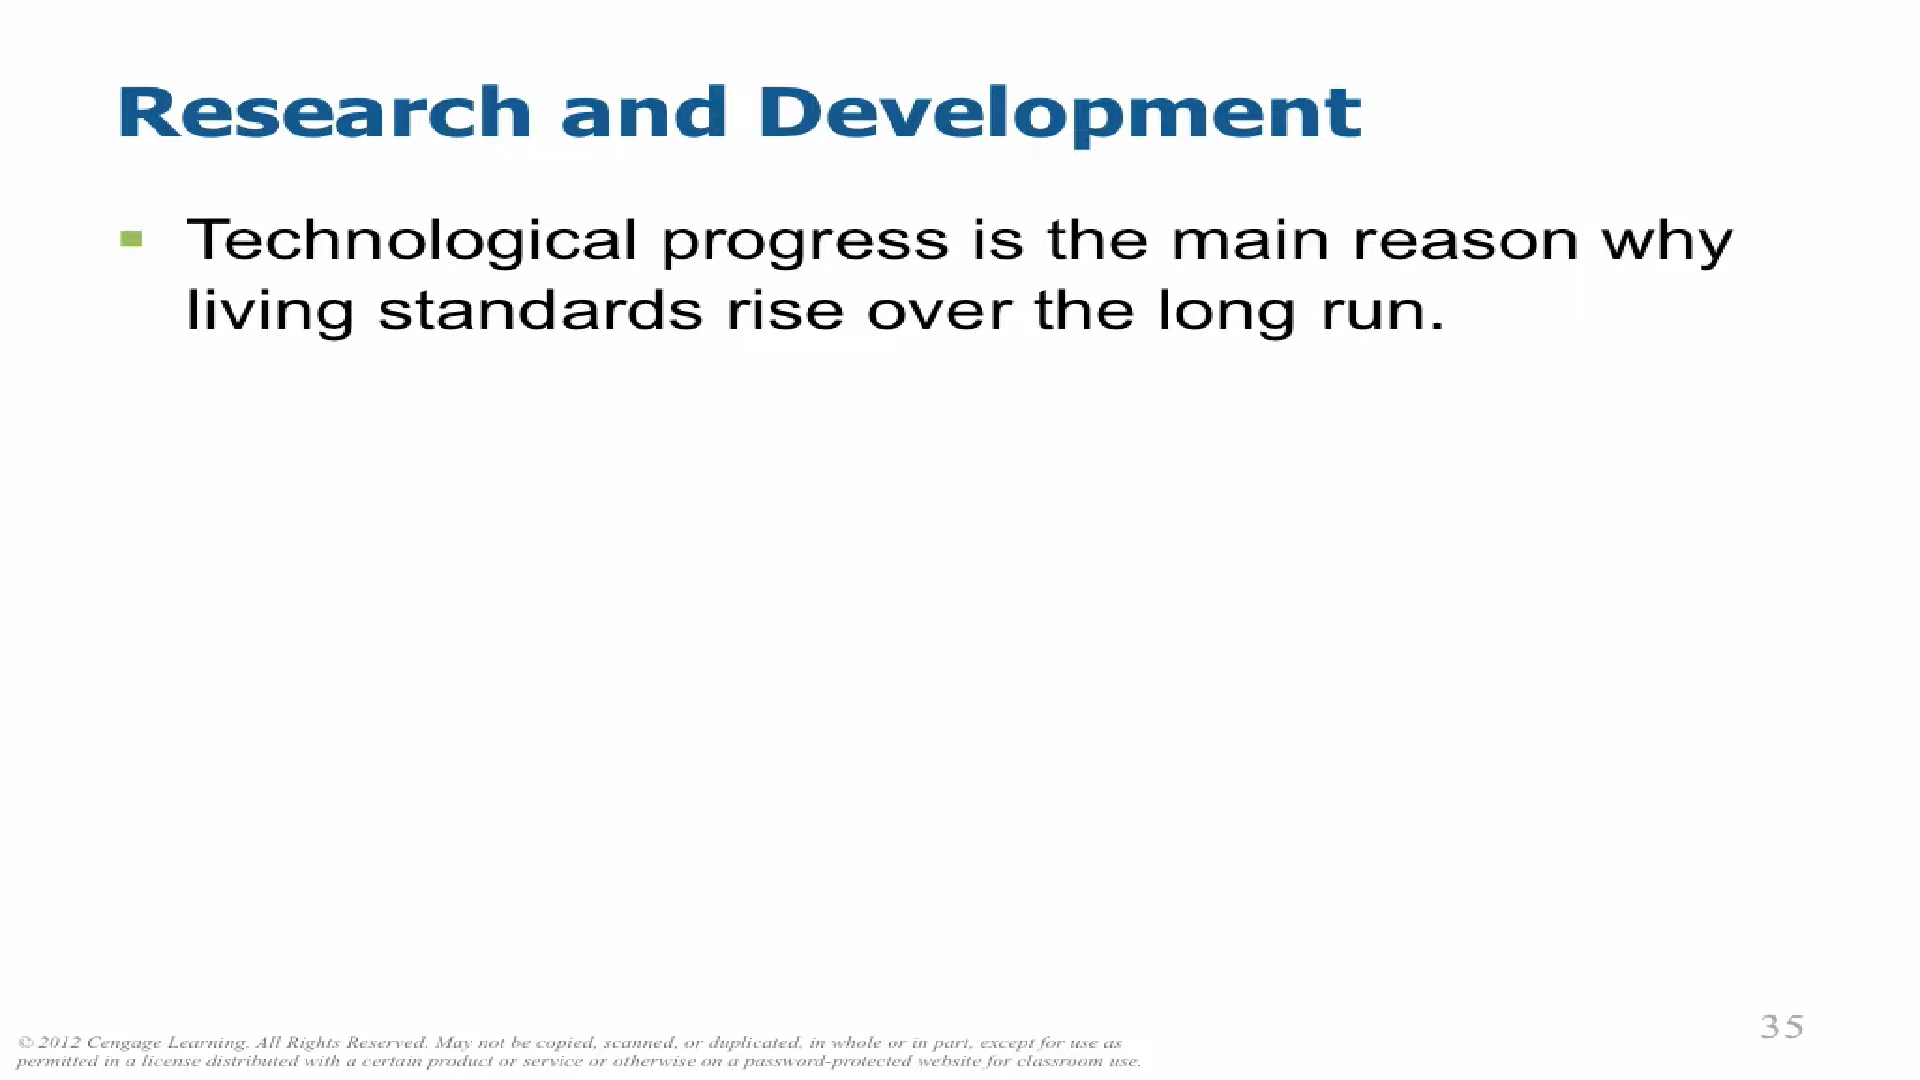 Research and Development
Technological progress is the main reason why
living standards rise over the long run.
35
© 2012 Cengage Learning. All Rights Reserved. May not be copied, scanned, or duplicated, in whole or in part, except for use as
permitted in a license distributed with a certain product or service or otherwise on a password-protected website for classroom use.